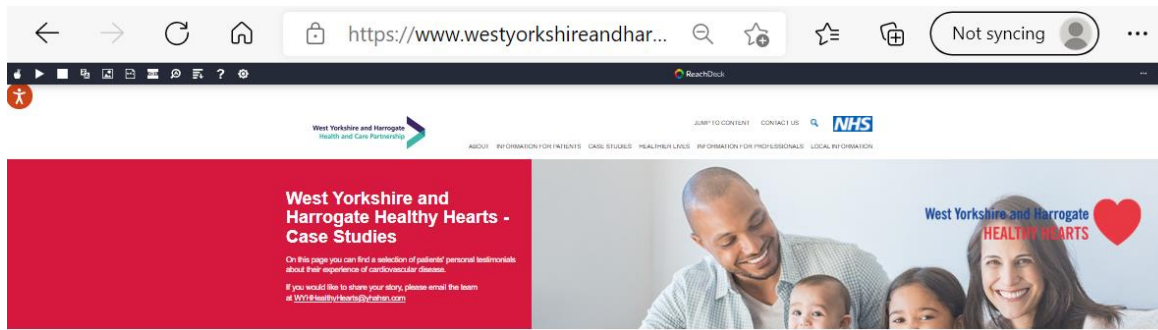 https://www.westyorkshireandhar...
Not syncing
ReachDeck
West Yorkshire and Harrogate
Health and Care Partnership
JUMP TO CONTENT CONTACT US
NHS
ABOUT INFORMATION FOR PATIENTS CASE STUDIES HEALTHIER LIVES INFORMATION FOR PROFESSIONALS LOCAL INFORMATION
West Yorkshire and
Harrogate Healthy Hearts -
Case Studies
On this page you can find a selection of patients' personal testimonials
about their experience of cardiovascular disease.
If you would like to share your story, please email the team
at WYHHealthyHearts@yhahsn.com
West Yorkshire and Harrogate
HEALTHY HEARTS